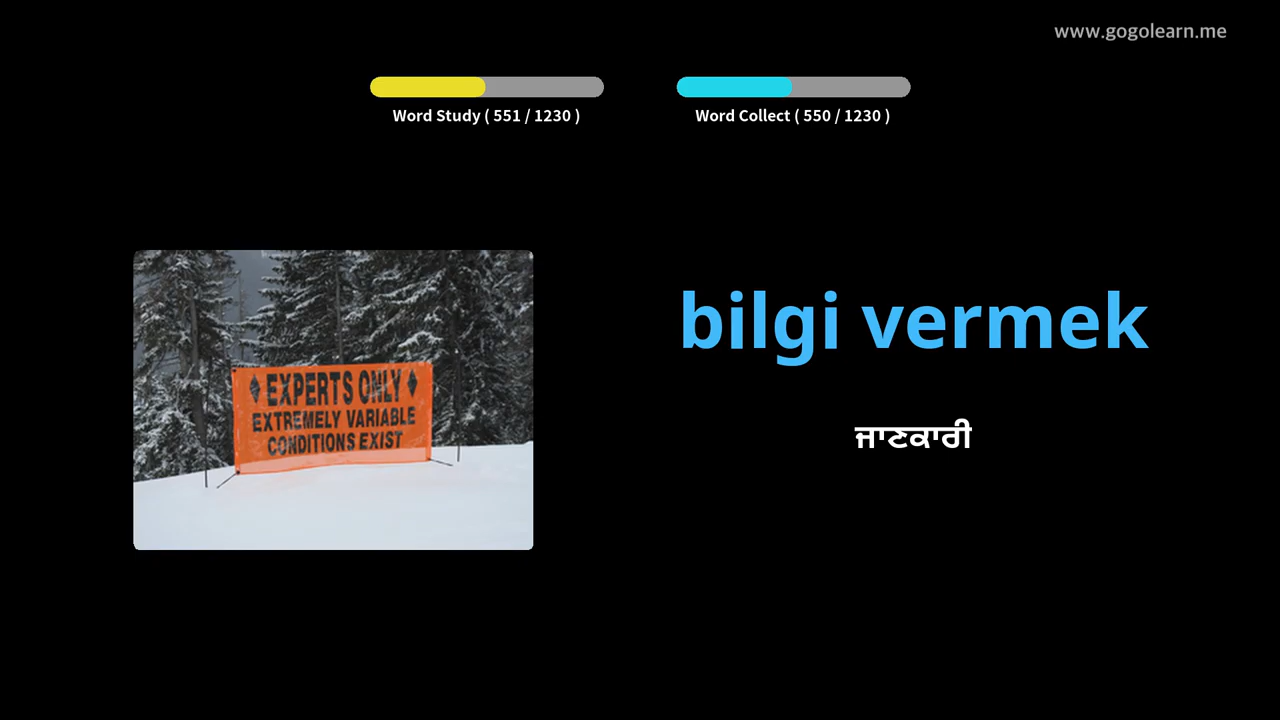 www.gogolearn.me
Word Study ( 551 / 1230 )
Word Collect ( 550 / 1230 )
EXPERTS ONLY
EXTREMELY VARIABLE
CONDITIONS EXIST
bilgi vermek
ਜਾਣਕਾਰੀ